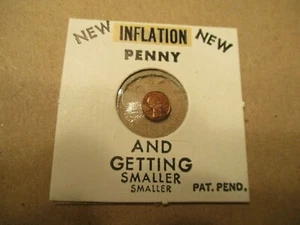 NEW INFLATION NEW
PENNY
AND
GETTING
SMALLER
SMALLER
PAT. PEND.